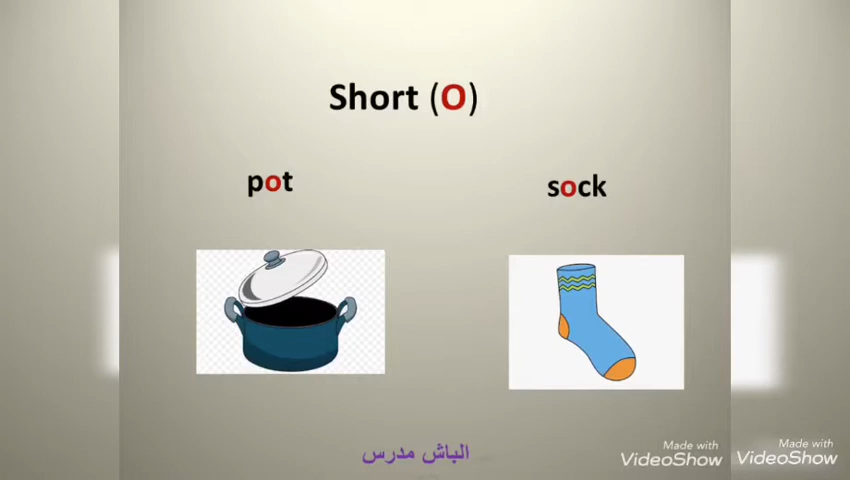 Short (O)
pot
sock
الباش مدرس
Made with
VideoShow
Made with
VideoShow